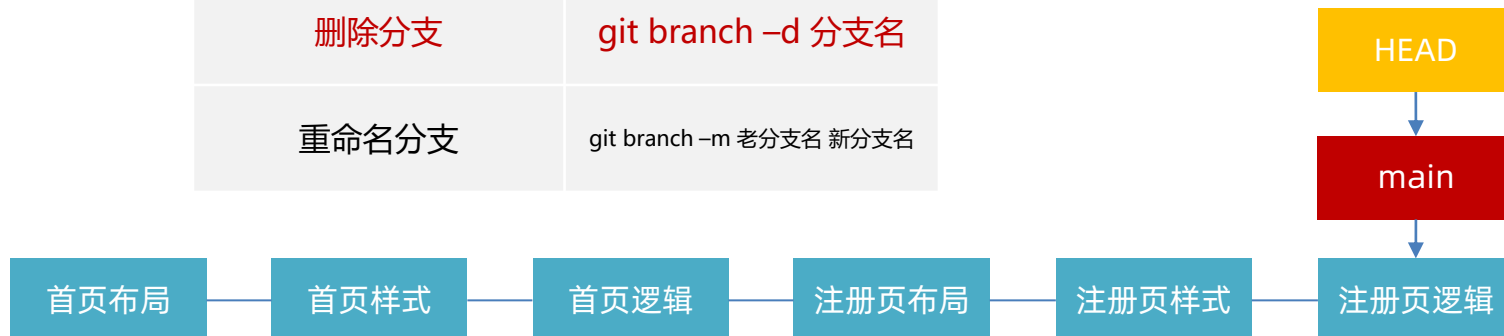 删除分支 git branch –d 分支名
HEAD
重命名分支 git branch –m 老分支名 新分支名
main
首页布局 首页样式 首页逻辑 注册页布局 注册页样式 注册页逻辑